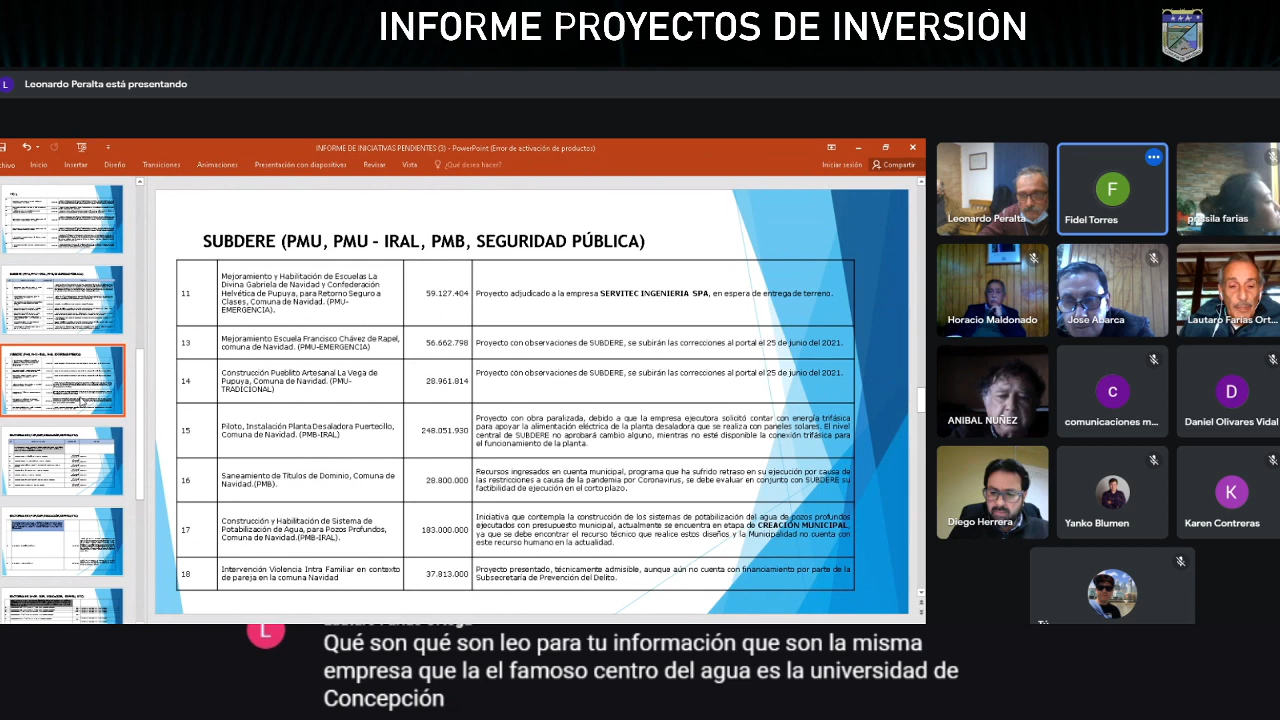 INFORME PROYECTOS DE INVERSIÓN
L
Leonardo Peralta está presentando
INFORME DE INICIATIVAS PENDIENTES (3) - PowerPoint (Error de activación de productos)
Inicio Insertar Diseño Transiciones Animaciones Presentación con diapositivas Revisar Vista ¿Qué desea hacer? Iniciar sesión Compartir
SUBDERE (PMU, PMU – IRAL, PMB, SEGURIDAD PÚBLICA)
11
Mejoramiento y Habilitación de Escuelas La
Divina Gabriela de Navidad y Confederación
Helvética de Pupuya, para Retorno Seguro a
Clases, Comuna de Navidad. (PMU-
EMERGENCIA).
59.127.404
Proyecto adjudicado a la empresa SERVITEC INGENIERIA SPA, en espera de entrega de terreno.
13
Mejoramiento Escuela Francisco Chávez de Rapel,
comuna de Navidad. (PMU-EMERGENCIA)
56.662.798
Proyecto con observaciones de SUBDERE, se subirán las correcciones al portal el 25 de junio del 2021.
14
Construcción Pueblito Artesanal La Vega de
Pupuya, Comuna de Navidad. (PMU-
TRADICIONAL)
28.961.814
Proyecto con observaciones de SUBDERE, se subirán las correcciones al portal el 25 de junio del 2021.
15
Piloto, Instalación Planta Desaladora Puertecillo,
Comuna de Navidad. (PMB-IRAL)
248.051.930
Proyecto con obra paralizada, debido a que la empresa ejecutora solicitó contar con energía trifásica
para apoyar la alimentación eléctrica de la planta desaladora que se realiza con paneles solares. El nivel
central de SUBDERE no aprobará cambio alguno, mientras no esté disponible la conexión trifásica para
el funcionamiento de la planta.
16
Saneamiento de Títulos de Dominio, Comuna de
Navidad.(PMB).
28.800.000
Recursos ingresados en cuenta municipal, programa que ha sufrido retraso en su ejecución por causa de
las restricciones a causa de la pandemia por Coronavirus, se debe evaluar en conjunto con SUBDERE su
factibilidad de ejecución en el corto plazo.
17
Construcción y Habilitación de Sistema de
Potabilización de Agua, para Pozos Profundos,
Comuna de Navidad.(PMB-IRAL).
183.000.000
Iniciativa que contempla la construcción de los sistemas de potabilización del agua de pozos profundos
ejecutados con presupuesto municipal, actualmente se encuentra en etapa de CREACIÓN MUNICIPAL,
ya que se debe encontrar el recurso técnico que realice estos diseños y la Municipalidad no cuenta con
este recurso humano en la actualidad.
18
Intervención Violencia Intra Familiar en contexto
de pareja en la comuna Navidad
37.813.000
Proyecto presentado, técnicamente admisible, aunque aún no cuenta con financiamiento por parte de la
Subsecretaría de Prevención del Delito.
Leonardo Peralta
F
Fidel Torres
prissila farias
Horacio Maldonado
José Abarca
Lautaro Farías Ort...
ANIBAL NUÑEZ
c
comunicaciones m...
D
Daniel Olivares Vidal
Diego Herrera
Yanko Blumen
K
Karen Contreras
L
Qué son qué son leo para tu información que son la misma
empresa que la el famoso centro del agua es la universidad de
Concepción